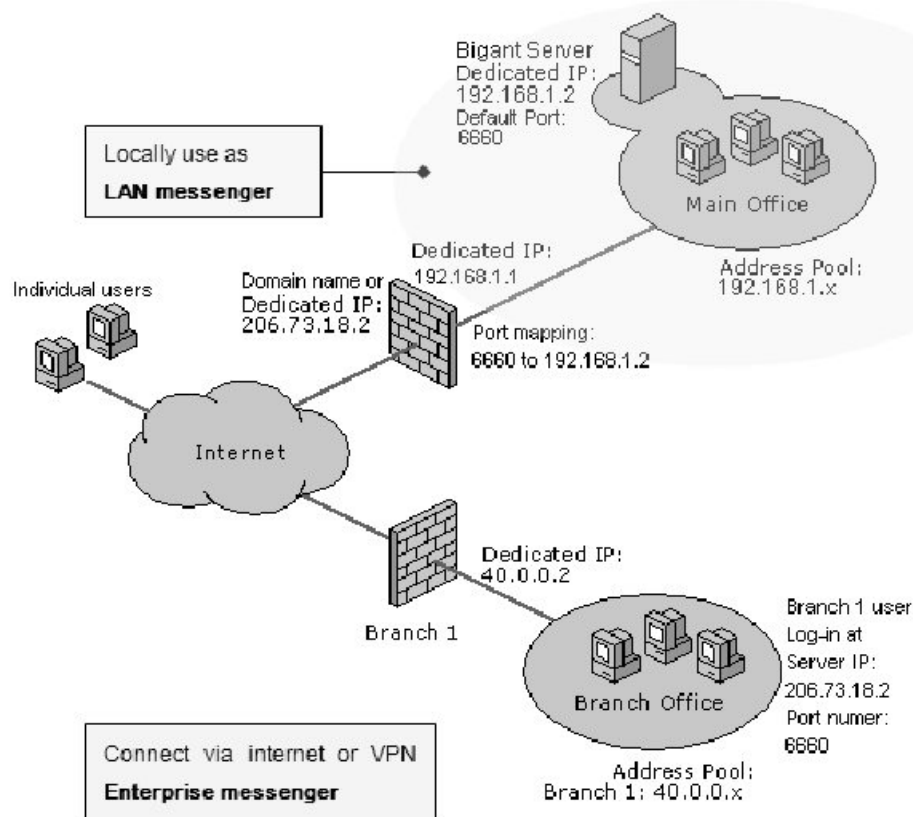 Bigant Server
Dedicated IP:
192.168.1.2
Default Port:
6660
Locally use as
LAN messenger
Main Office
Address Pool:
192.168.1.x
Dedicated IP:
192.168.1.1
Domain name or
Dedicated IP:
206.73.18.2
Individual users
Port mapping:
6660 to 192.168.1.2
Internet
Dedicated IP:
40.0.0.2
Branch 1
Branch 1 user
Log-in at
Server IP:
206.73.18.2
Port numer:
6660
Branch Office
Address Pool:
Branch 1: 40.0.0.x
Connect via internet or VPN
Enterprise messenger